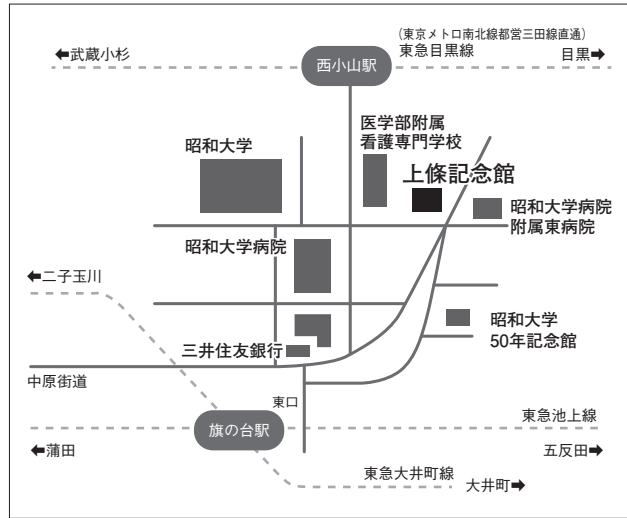 (東京メトロ南北線都営三田線直通)
←武蔵小杉
東急目黒線
目黒→
西小山駅
医学部附属
看護専門学校
昭和大学
上條記念館
昭和大学病院
附属東病院
昭和大学病院
←二子玉川
昭和大学
50年記念館
三井住友銀行
中原街道
東口
東急池上線
旗の台駅
←蒲田
五反田→
東急大井町線
大井町→